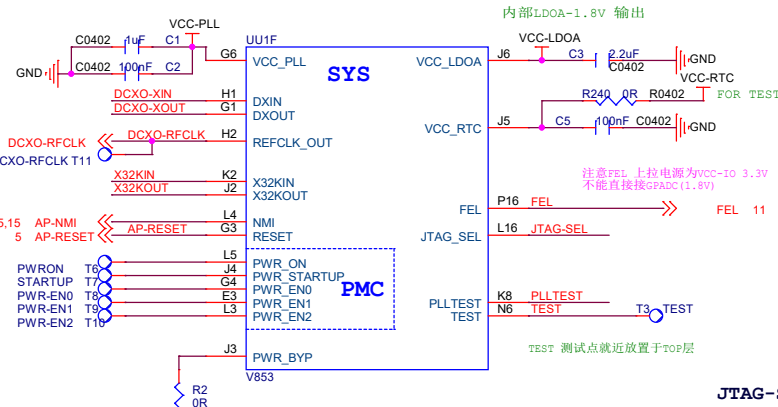 内部LDOA-1.8V 输出
VCC-PLL
UU1F
VCC-LDOA
C0402 1uF C1
G6 VCC_PLL
SYS
VCC_LDOA J6
C3 2.2uF
C0402
GND
GND
C0402 100nF C2
VCC-RTC
R240 0R R0402
FOR TEST
DCXO-XIN H1 DXIN
DCXO-XOUT G1 DXOUT
VCC_RTC J5
C5 100nF C0402
GND
DCXO-RFCLK DCXO-RFCLK H2 REFCLK_OUT
CXO-RFCLK T11
注意FEL 上拉电源为VCC-IO 3.3V
不能直接接GPADC(1.8V)
X32KIN K2 X32KIN
X32KOUT J2 X32KOUT
FEL P16 FEL
FEL 11
5,15 AP-NMI L4 NMI
5 AP-RESET AP-RESET G3 RESET
JTAG_SEL L16 JTAG-SEL
PWRON T6 L5 PWR_ON
STARTUP T7 J4 PWR_STARTUP
PWR-EN0 T8 G4 PWR_EN0
PMC
PWR-EN1 T9 E3 PWR_EN1
PWR-EN2 T10 L3 PWR_EN2
PLLTEST K8 PLLTEST
TEST N6 TEST T3 TEST
TEST 测试点就近放置于TOP层
J3 PWR_BYP
V853
R2
0R